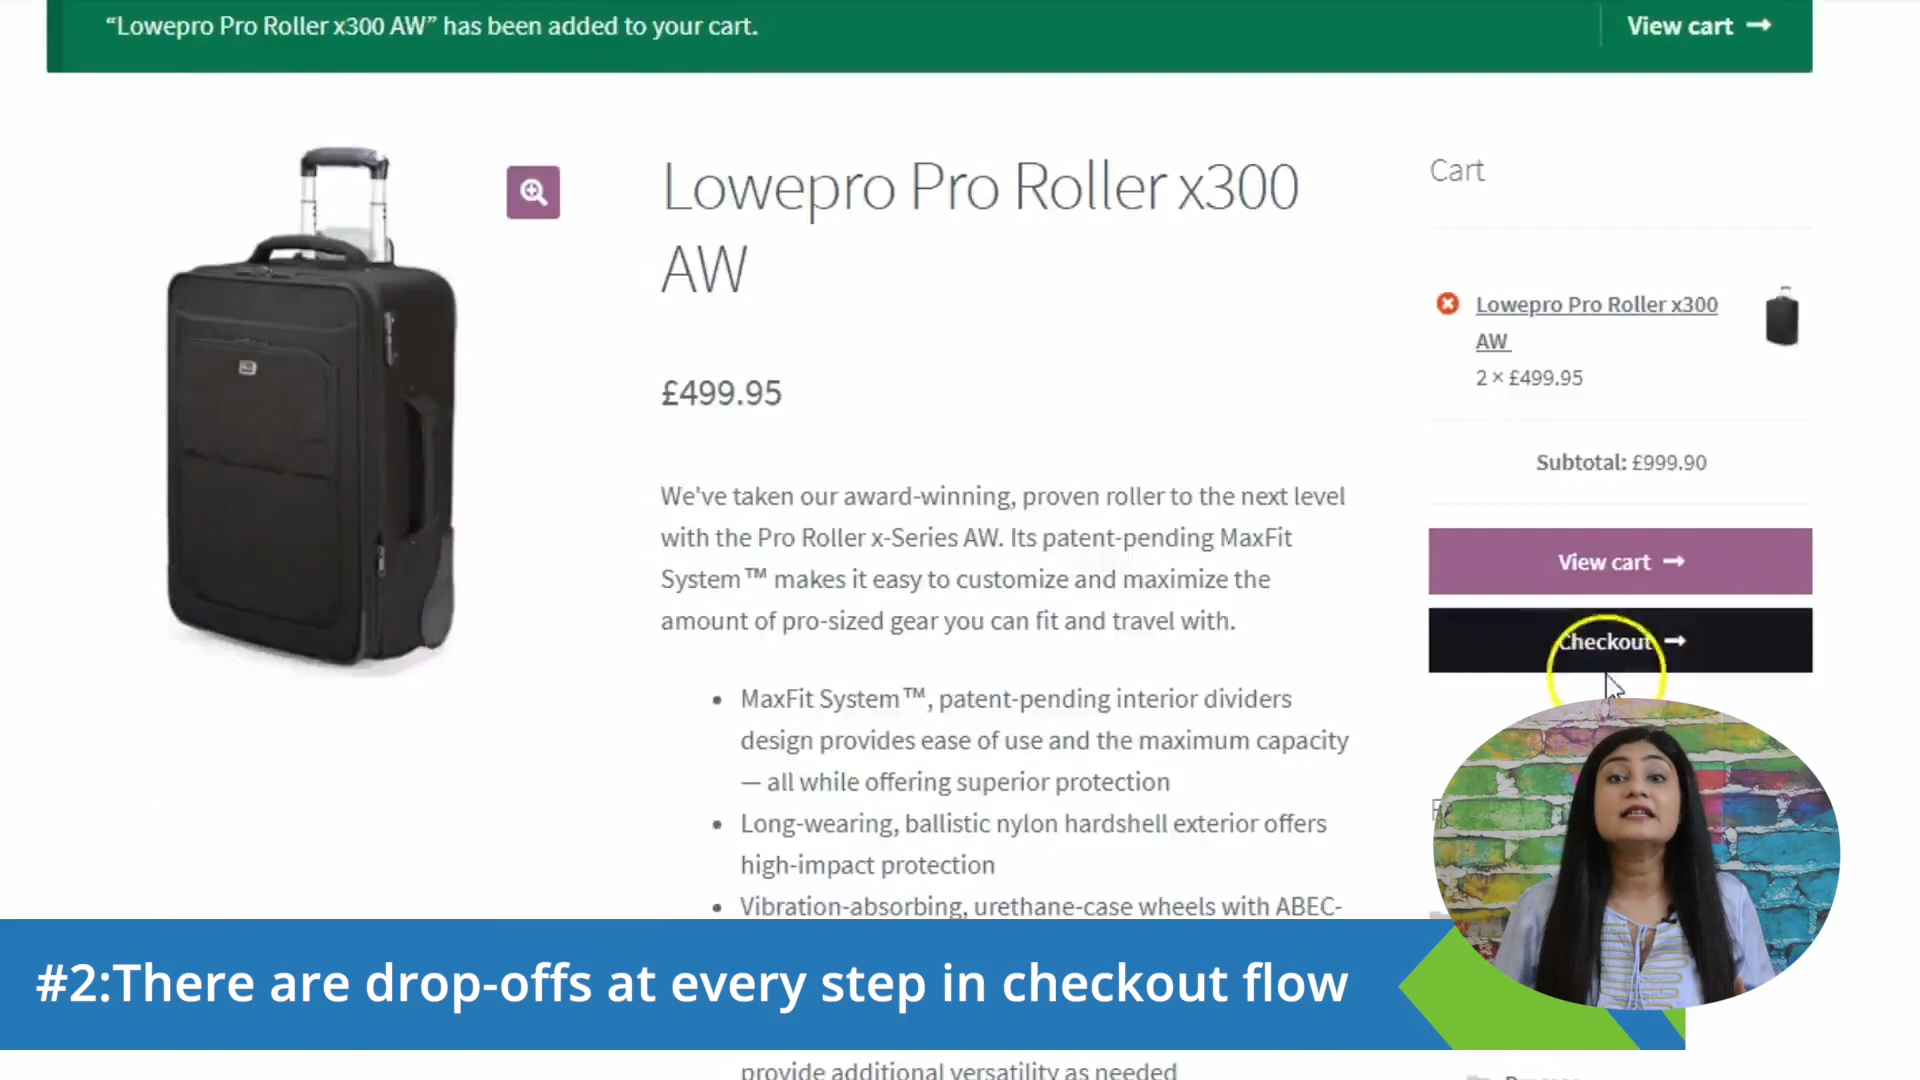 “Lowepro Pro Roller x300 AW” has been added to your cart.
View cart →
Lowepro Pro Roller x300
AW
£499.95
We've taken our award-winning, proven roller to the next level
with the Pro Roller x-Series AW. Its patent-pending MaxFit
System™ makes it easy to customize and maximize the
amount of pro-sized gear you can fit and travel with.
• MaxFit System™, patent-pending interior dividers
design provides ease of use and the maximum capacity
— all while offering superior protection
• Long-wearing, ballistic nylon hardshell exterior offers
high-impact protection
• Vibration-absorbing, urethane-case wheels with ABEC-
provide additional versatility as needed
Cart
Lowepro Pro Roller x300
AW
2 × £499.95
Subtotal: £999.90
View cart →
Checkout →
#2:There are drop-offs at every step in checkout flow